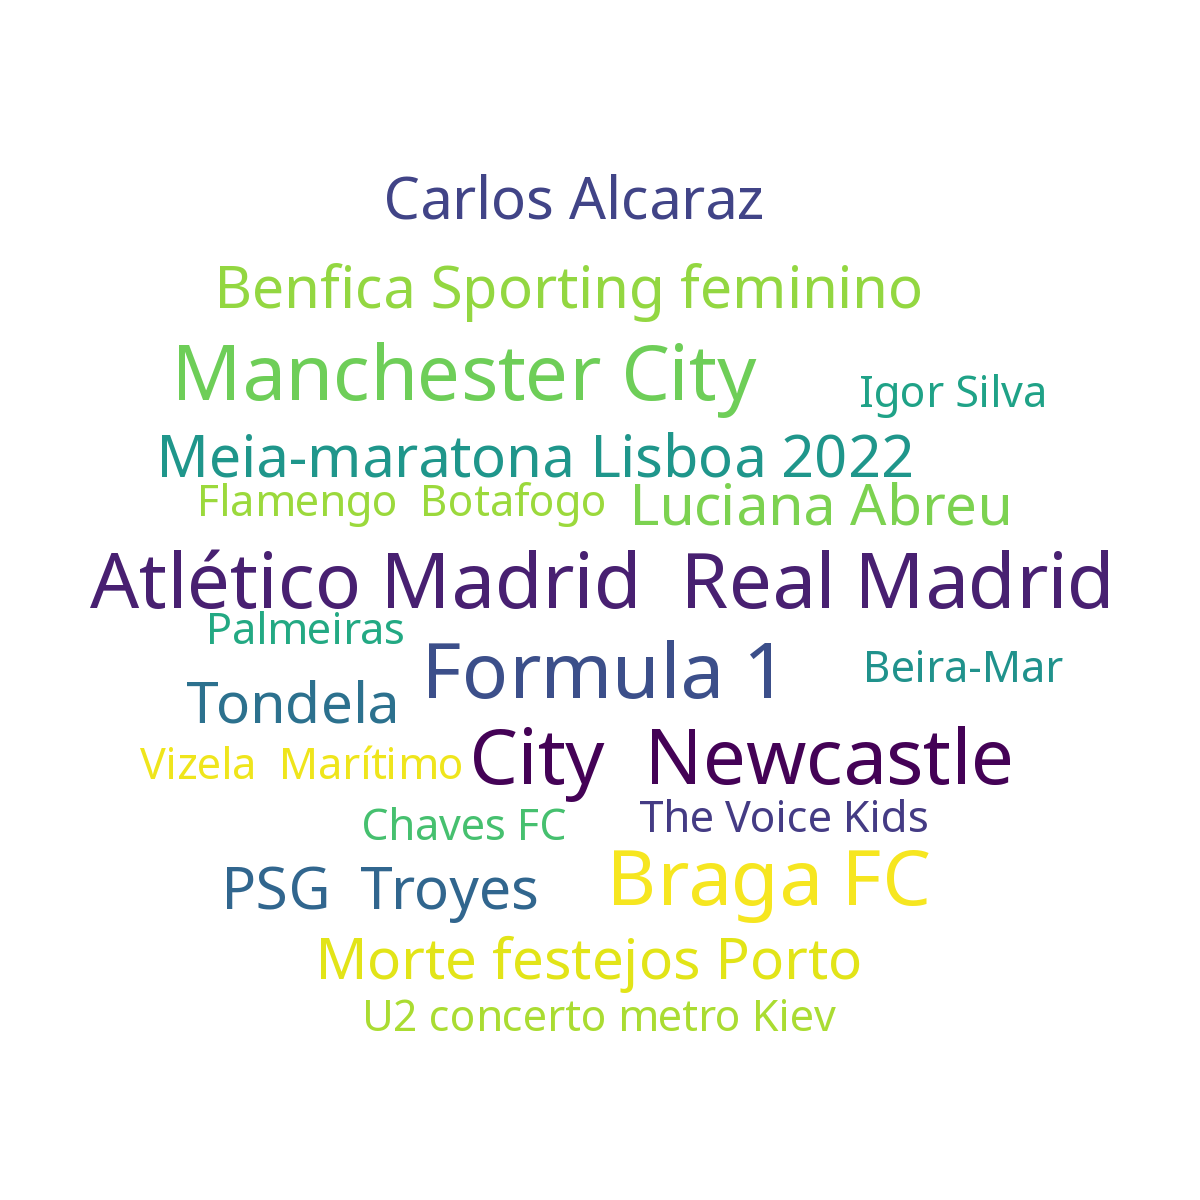 Carlos Alcaraz
Benfica Sporting feminino
Manchester City
Igor Silva
Meia-maratona Lisboa 2022
Flamengo Botafogo
Luciana Abreu
Atlético Madrid Real Madrid
Palmeiras
Formula 1
Beira-Mar
Tondela
City Newcastle
Vizela Marítimo
Chaves FC
The Voice Kids
PSG Troyes
Braga FC
Morte festejos Porto
U2 concerto metro Kiev